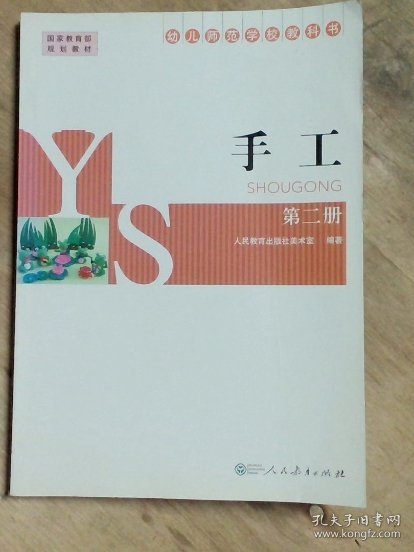 国家教育部
规划教材
幼儿师范学校教科书
手工
SHOUGONG
YS
第二册
人民教育出版社美术室 编著
人民教育出版社
孔夫子旧书网
www.kongfz.com